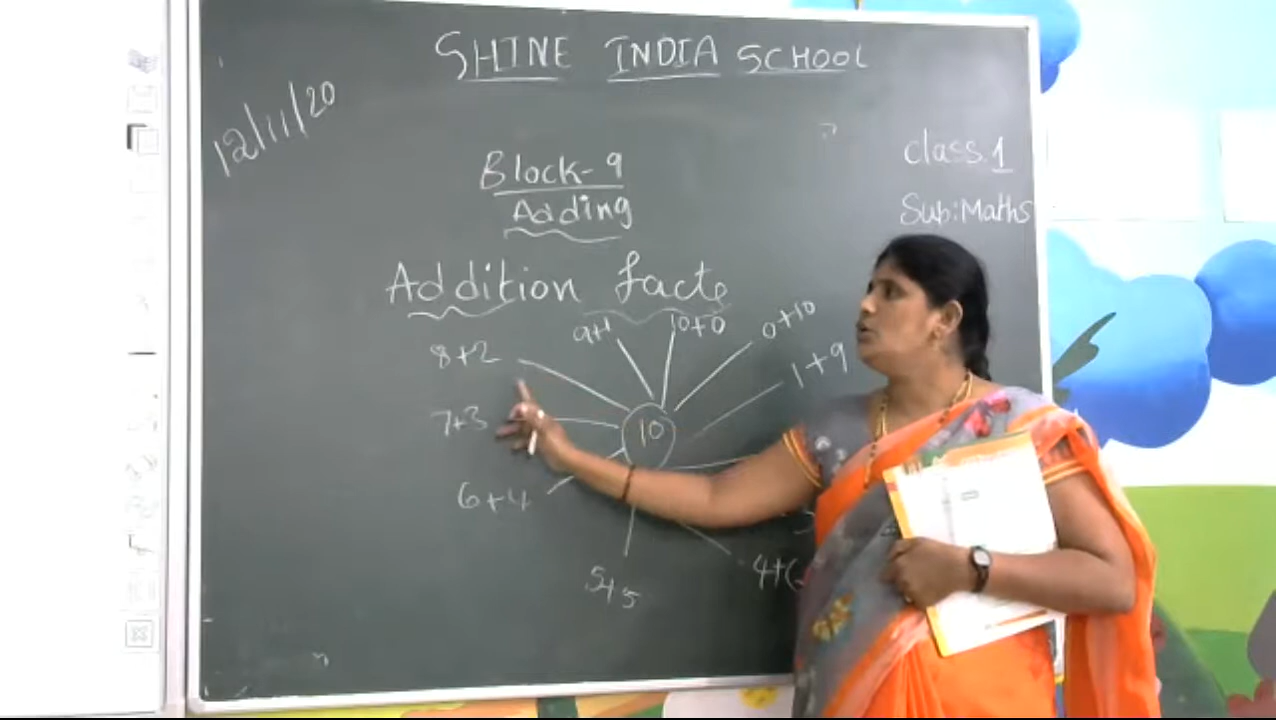 SHINE INDIA SCHOOL
12/11/20
class.1
Block-9
Sub:Maths
Adding
Addition facts
9+1
10+0
0+10
8+2
1+9
7+3
10
6+4
5+5